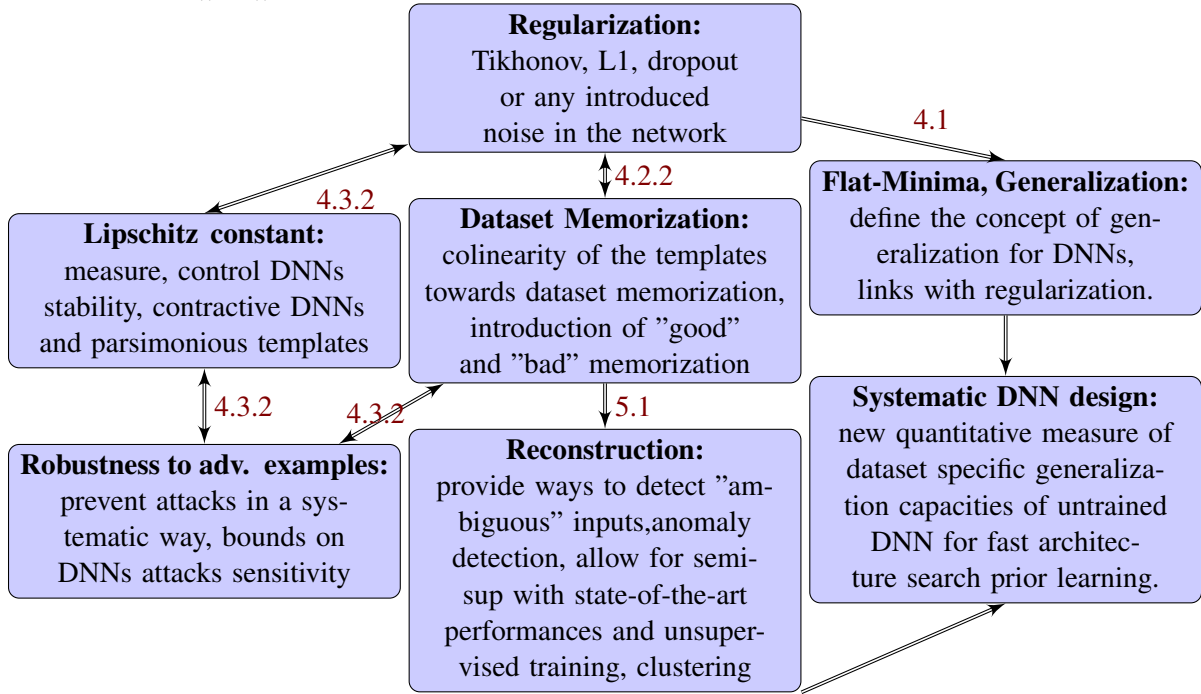 Regularization:
Tikhonov, L1, dropout
or any introduced
noise in the network
4.1
4.2.2
4.3.2
Flat-Minima, Generalization:
define the concept of gen-
eralization for DNNs,
links with regularization.
Lipschitz constant:
measure, control DNNs
stability, contractive DNNs
and parsimonious templates
Dataset Memorization:
colinearity of the templates
towards dataset memorization,
introduction of ”good”
and ”bad” memorization
4.3.2
4.3.2
5.1
Systematic DNN design:
new quantitative measure of
dataset specific generaliza-
tion capacities of untrained
DNN for fast architec-
ture search prior learning.
Robustness to adv. examples:
prevent attacks in a sys-
tematic way, bounds on
DNNs attacks sensitivity
Reconstruction:
provide ways to detect ”am-
biguous” inputs,anomaly
detection, allow for semi-
sup with state-of-the-art
performances and unsuper-
vised training, clustering